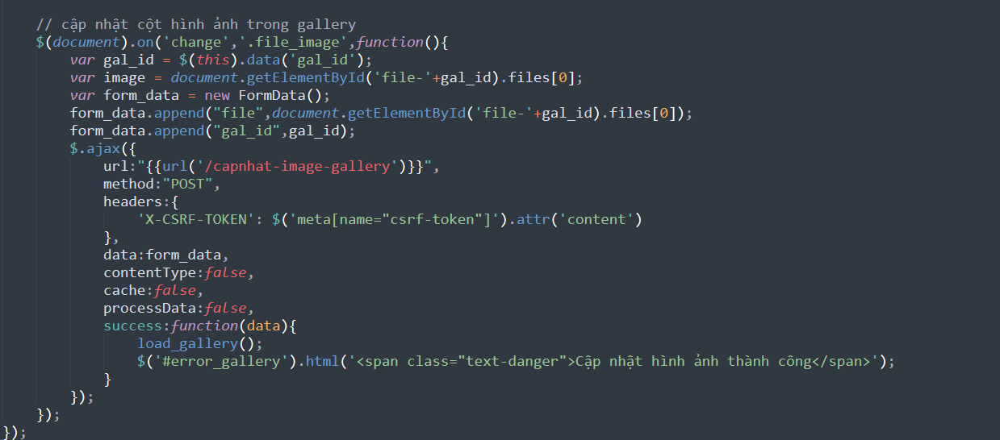 // cập nhật cột hình ảnh trong gallery
$(document).on('change','.file_image',function(){
var gal_id = $(this).data('gal_id');
var image = document.getElementById('file-'+gal_id).files[0];
var form_data = new FormData();
form_data.append("file",document.getElementById('file-'+gal_id).files[0]);
form_data.append("gal_id",gal_id);
$.ajax({
url:"{{url('/capnhat-image-gallery')}}",
method:"POST",
headers:{
'X-CSRF-TOKEN': $('meta[name="csrf-token"]').attr('content')
},
data:form_data,
contentType:false,
cache:false,
processData:false,
success:function(data){
load_gallery();
$('#error_gallery').html('<span class="text-danger">Cập nhật hình ảnh thành công</span>');
}
});
});
});